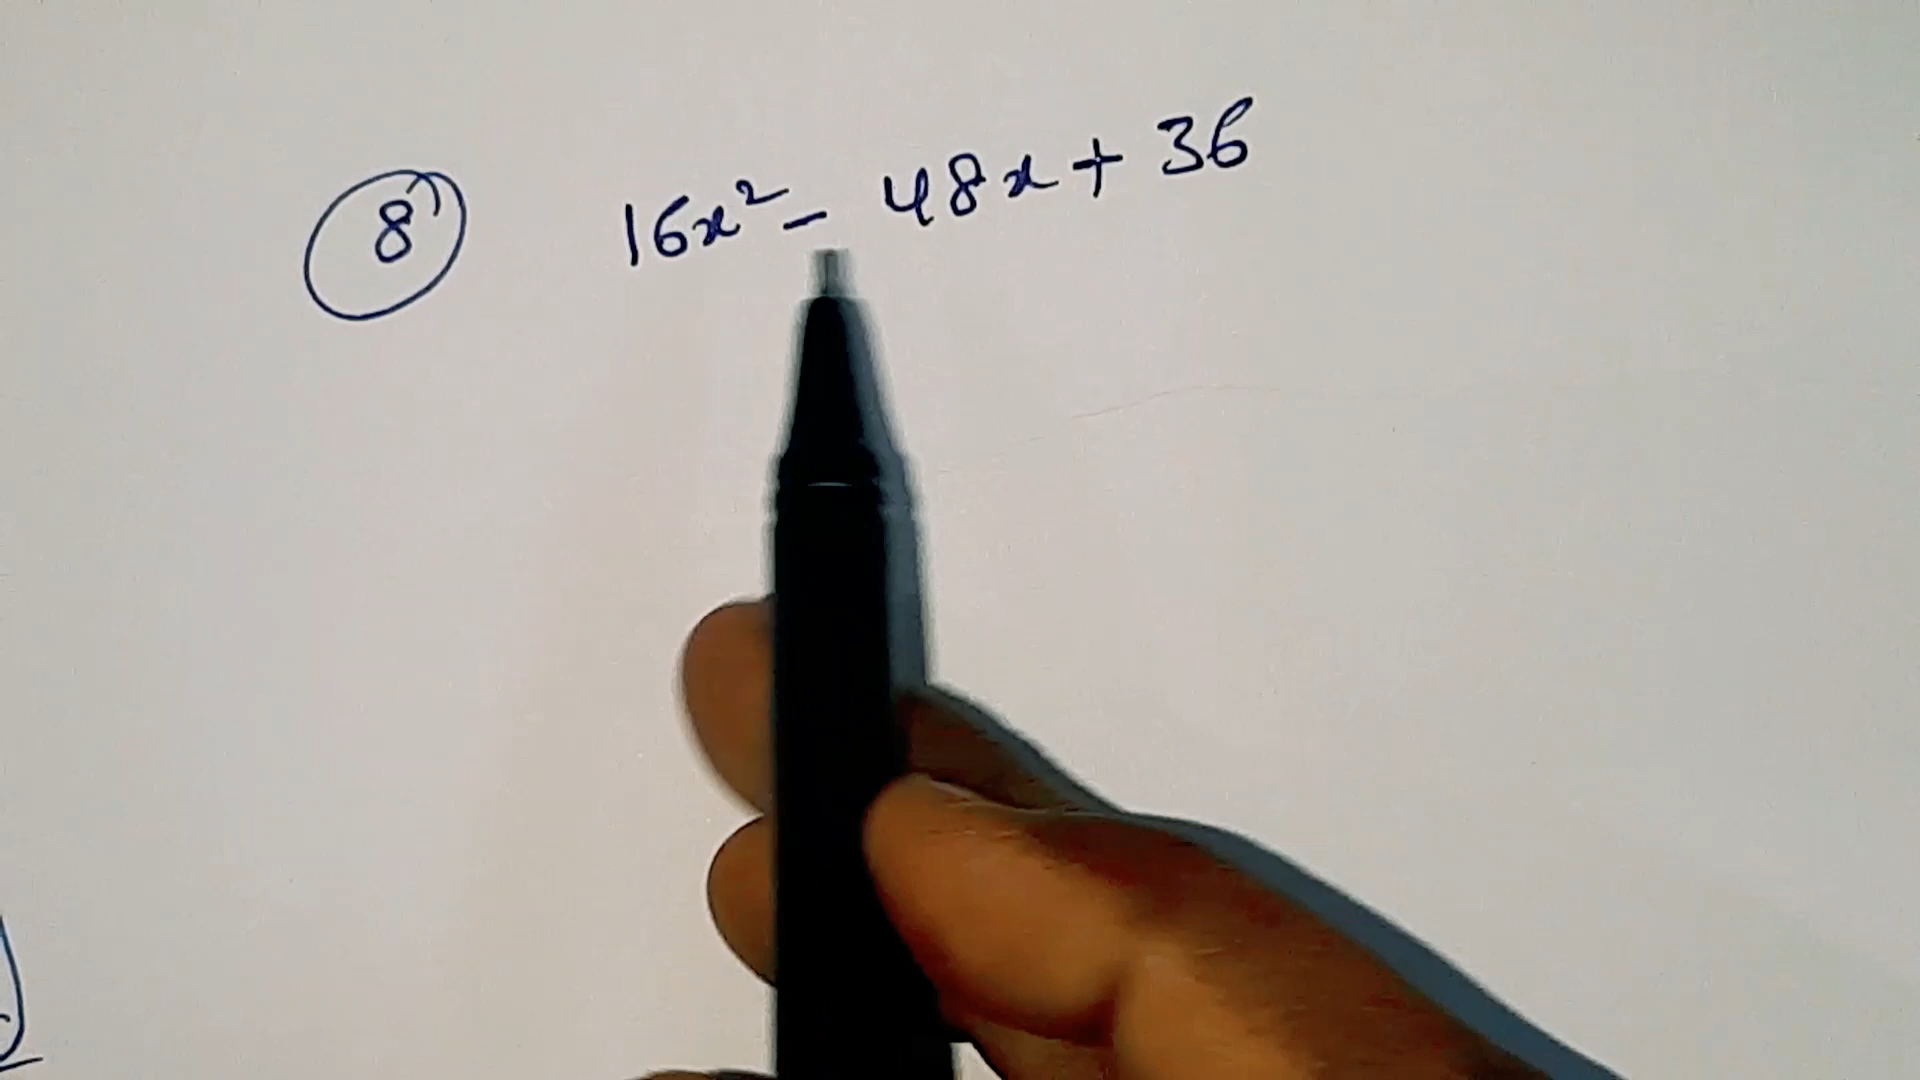 8) 16x² - 48x + 36